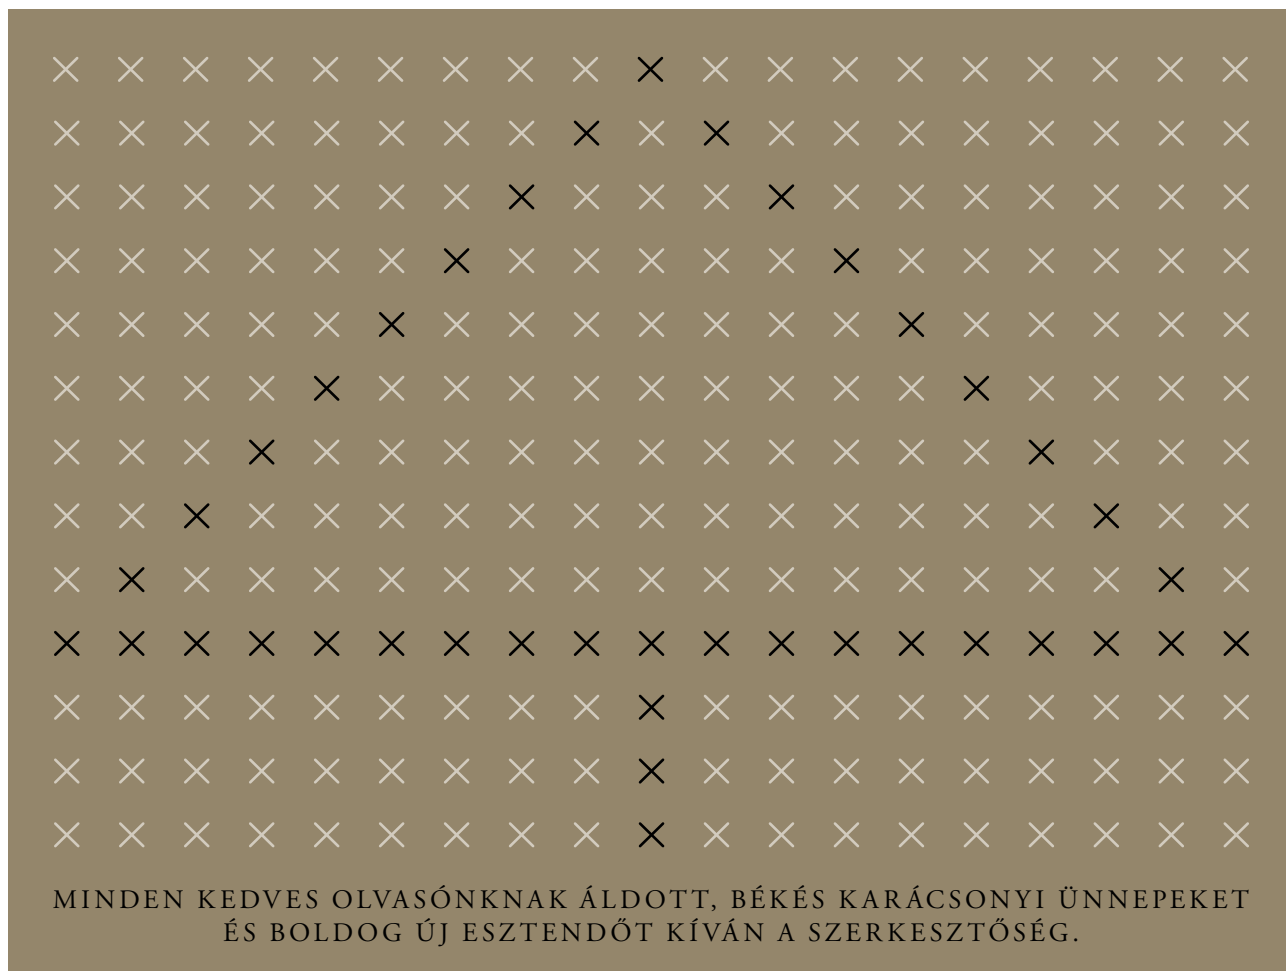 MINDEN KEDVES OLVASÓNKNAK ÁLDOTT, BÉKÉS KARÁCSONYI ÜNNEPEKET
ÉS BOLDOG ÚJ ESZTENDŐT KÍVÁN A SZERKESZTŐSÉG.